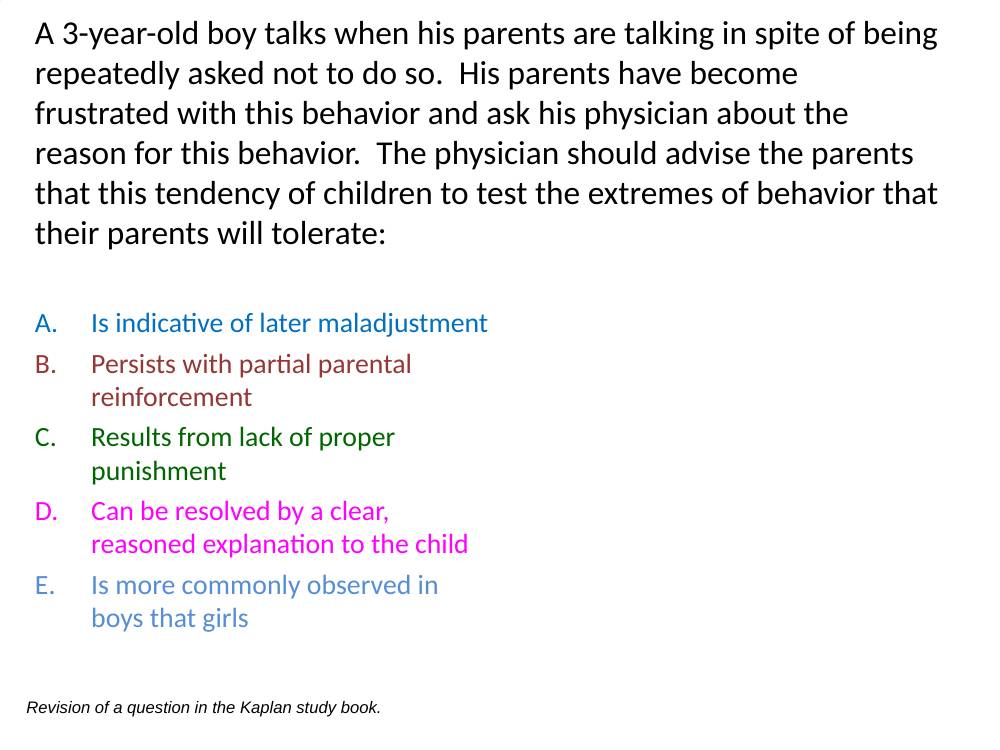 A 3-year-old boy talks when his parents are talking in spite of being
repeatedly asked not to do so.  His parents have become
frustrated with this behavior and ask his physician about the
reason for this behavior.  The physician should advise the parents
that this tendency of children to test the extremes of behavior that
their parents will tolerate:
A. Is indicative of later maladjustment
B. Persists with partial parental
reinforcement
C. Results from lack of proper
punishment
D. Can be resolved by a clear,
reasoned explanation to the child
E. Is more commonly observed in
boys that girls
Revision of a question in the Kaplan study book.